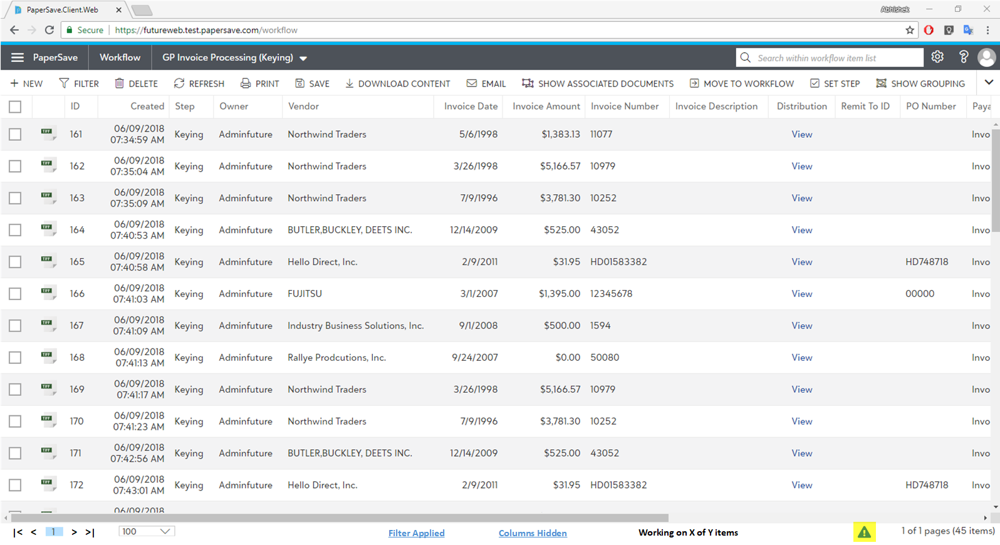 PaperSave.Client.Web
Abhishek
Secure https://futureweb.test.papersave.com/workflow
PaperSave Workflow GP Invoice Processing (Keying) Search within workflow item list
NEW FILTER DELETE REFRESH PRINT SAVE DOWNLOAD CONTENT EMAIL SHOW ASSOCIATED DOCUMENTS MOVE TO WORKFLOW SET STEP SHOW GROUPING
ID Created Step Owner Vendor Invoice Date Invoice Amount Invoice Number Invoice Description Distribution Remit To ID PO Number Paya
TIFF 161 06/09/2018 07:34:59 AM Keying Adminfuture Northwind Traders 5/6/1998 $1,383.13 11077 View Invo
TIFF 162 06/09/2018 07:35:04 AM Keying Adminfuture Northwind Traders 3/26/1998 $5,166.57 10979 View Invo
TIFF 163 06/09/2018 07:35:09 AM Keying Adminfuture Northwind Traders 7/9/1996 $3,781.30 10252 View Invo
TIFF 164 06/09/2018 07:40:53 AM Keying Adminfuture BUTLER,BUCKLEY, DEETS INC. 12/14/2009 $525.00 43052 View Invo
TIFF 165 06/09/2018 07:40:58 AM Keying Adminfuture Hello Direct, Inc. 2/9/2011 $31.95 HD01583382 View HD748718 Invo
TIFF 166 06/09/2018 07:41:03 AM Keying Adminfuture FUJITSU 3/1/2007 $1,395.00 12345678 View 00000 Invo
TIFF 167 06/09/2018 07:41:09 AM Keying Adminfuture Industry Business Solutions, Inc. 9/1/2008 $500.00 1594 View Invo
TIFF 168 06/09/2018 07:41:13 AM Keying Adminfuture Rallye Prodcutions, Inc. 9/24/2007 $0.00 50080 View Invo
TIFF 169 06/09/2018 07:41:17 AM Keying Adminfuture Northwind Traders 3/26/1998 $5,166.57 10979 View Invo
TIFF 170 06/09/2018 07:41:23 AM Keying Adminfuture Northwind Traders 7/9/1996 $3,781.30 10252 View Invo
TIFF 171 06/09/2018 07:42:56 AM Keying Adminfuture BUTLER,BUCKLEY, DEETS INC. 12/14/2009 $525.00 43052 View Invo
TIFF 172 06/09/2018 07:43:01 AM Keying Adminfuture Hello Direct, Inc. 2/9/2011 $31.95 HD01583382 View HD748718 Invo
06/09/2018
|< < 1 > >| 100 Filter Applied Columns Hidden Working on X of Y items 1 of 1 pages (45 items)